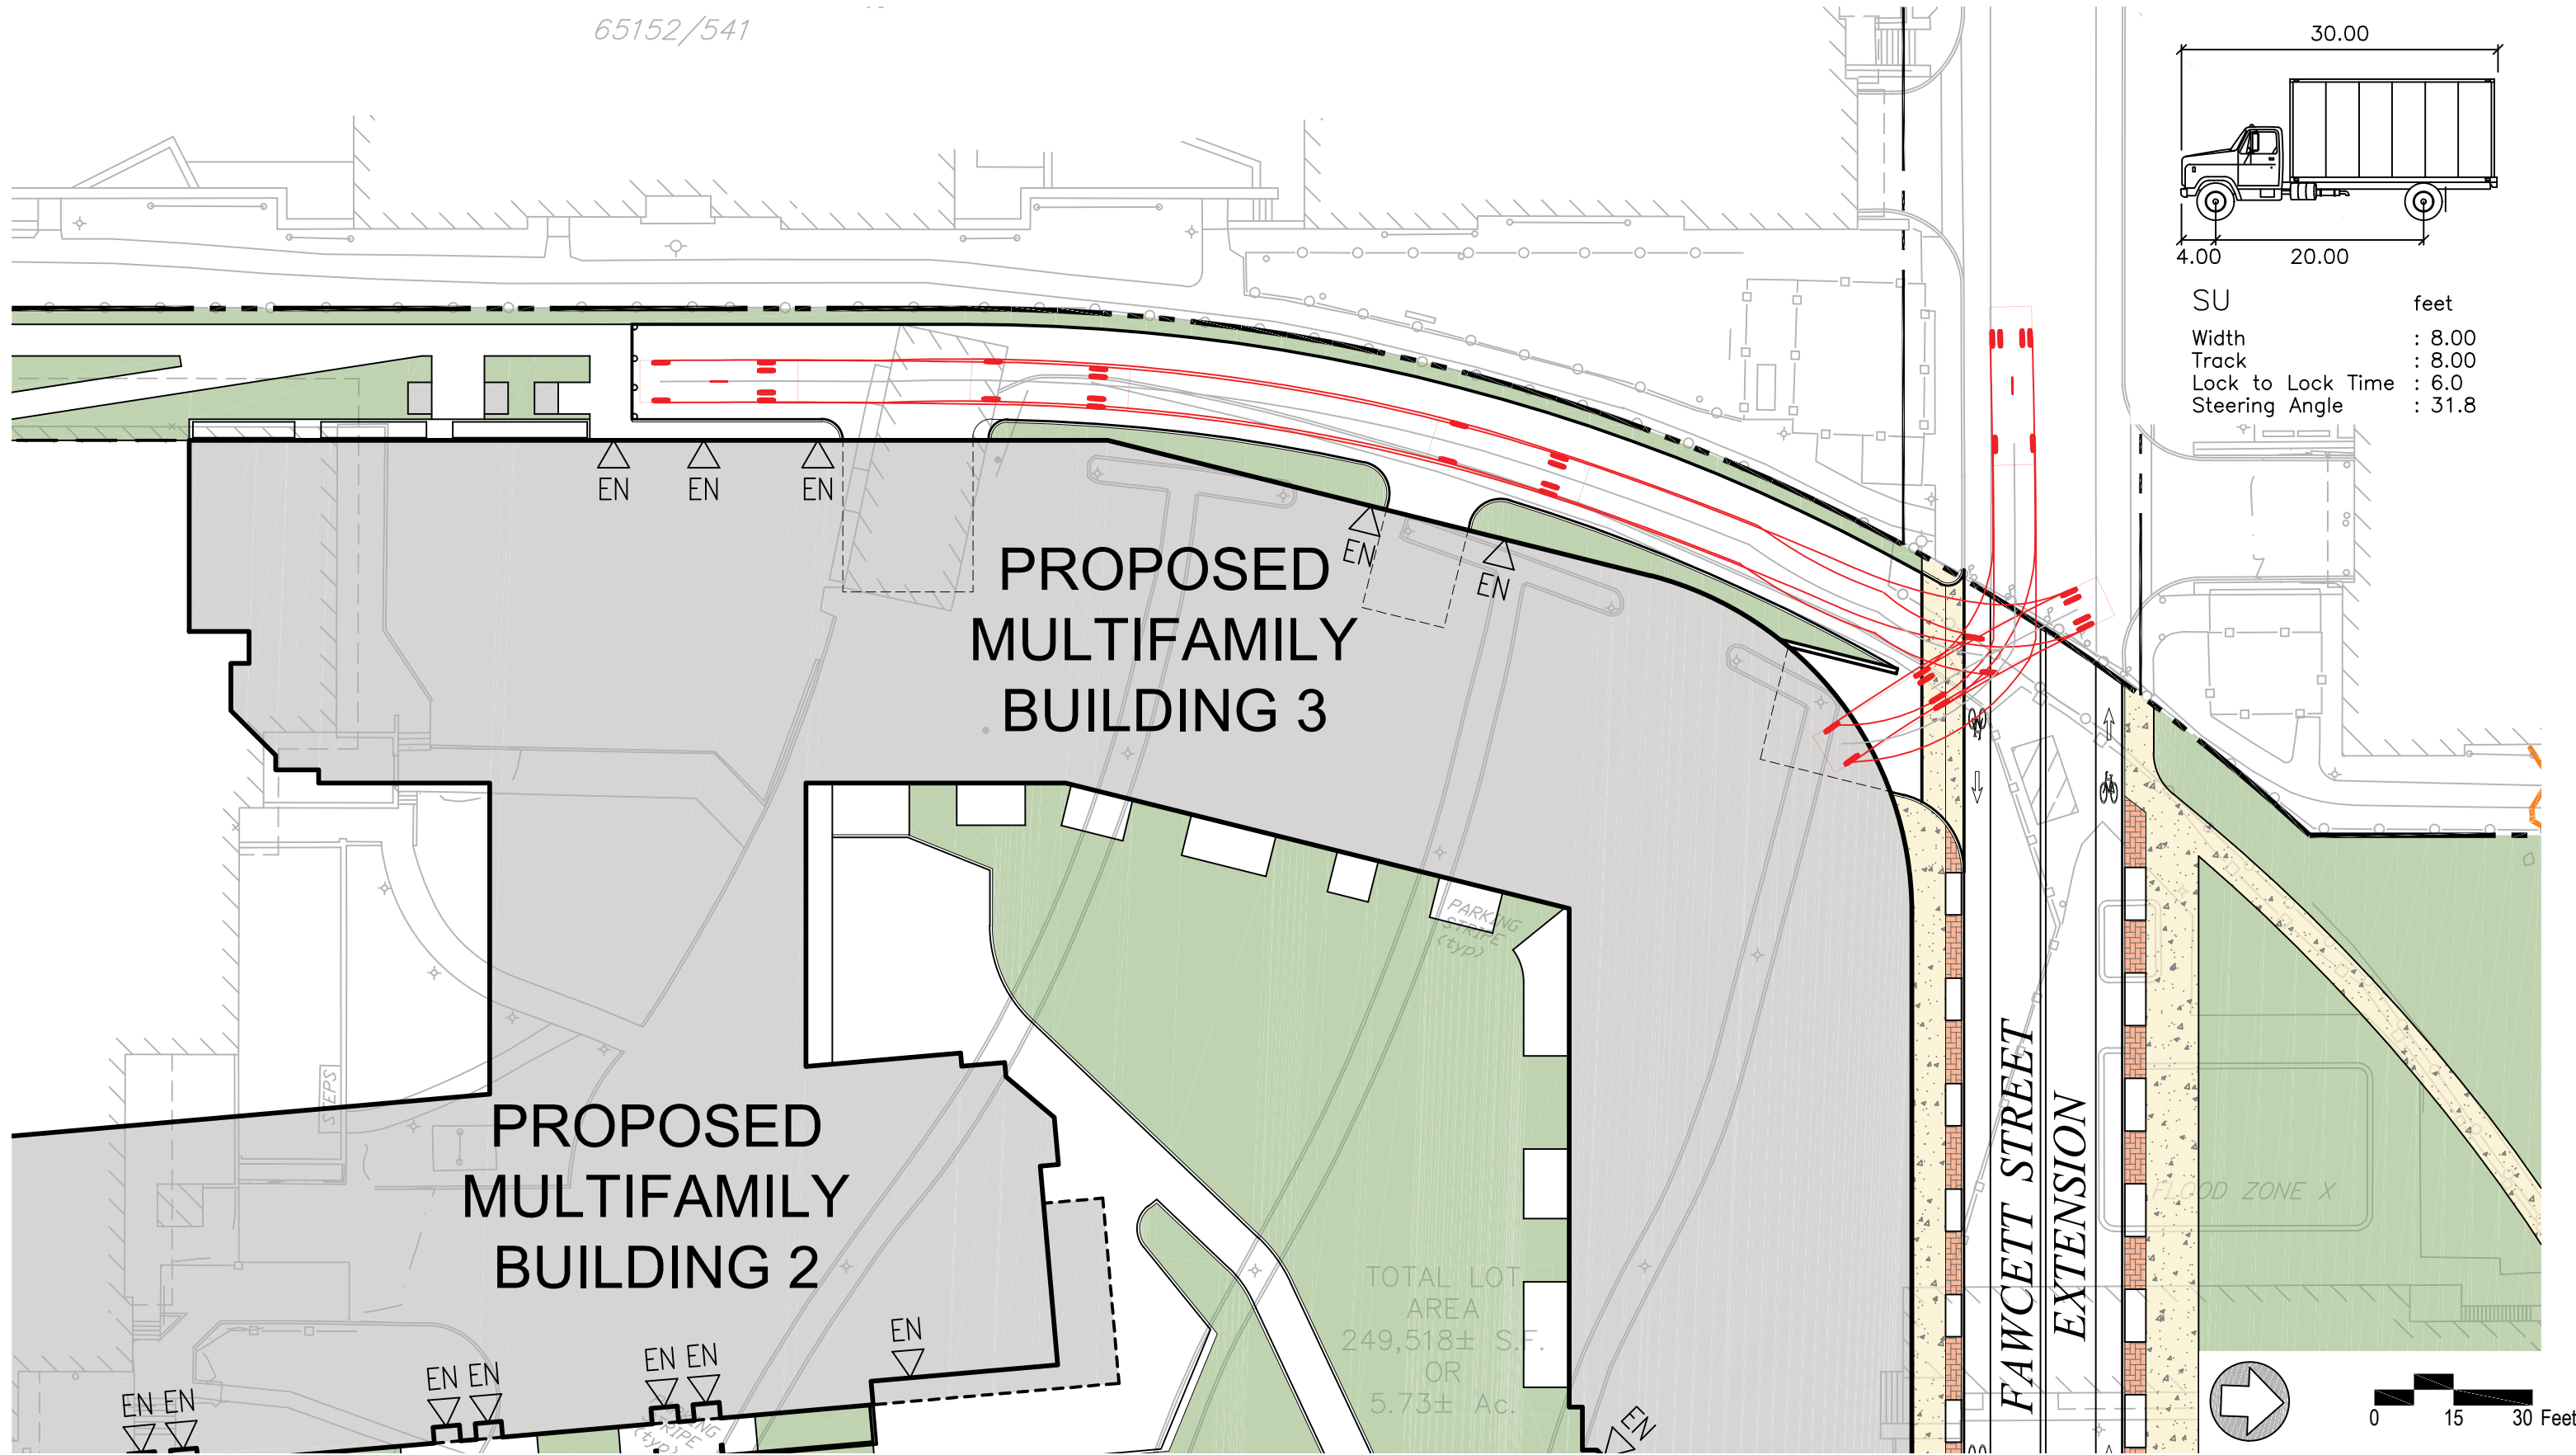 65152/541
30.00
4.00
20.00
SU feet
Width : 8.00
Track : 8.00
Lock to Lock Time : 6.0
Steering Angle : 31.8
EN
EN
EN
EN
EN
PROPOSED
MULTIFAMILY
BUILDING 3
PARKING
STRIPE
(typ)
STEPS
PROPOSED
MULTIFAMILY
BUILDING 2
FAWCETT STREET
EXTENSION
FLOOD ZONE X
TOTAL LOT
AREA
249,518± S.F.
OR
5.73± Ac.
EN
EN EN
EN EN
EN EN
EN
PARKING
STRIPE
(typ)
0 15 30 Feet